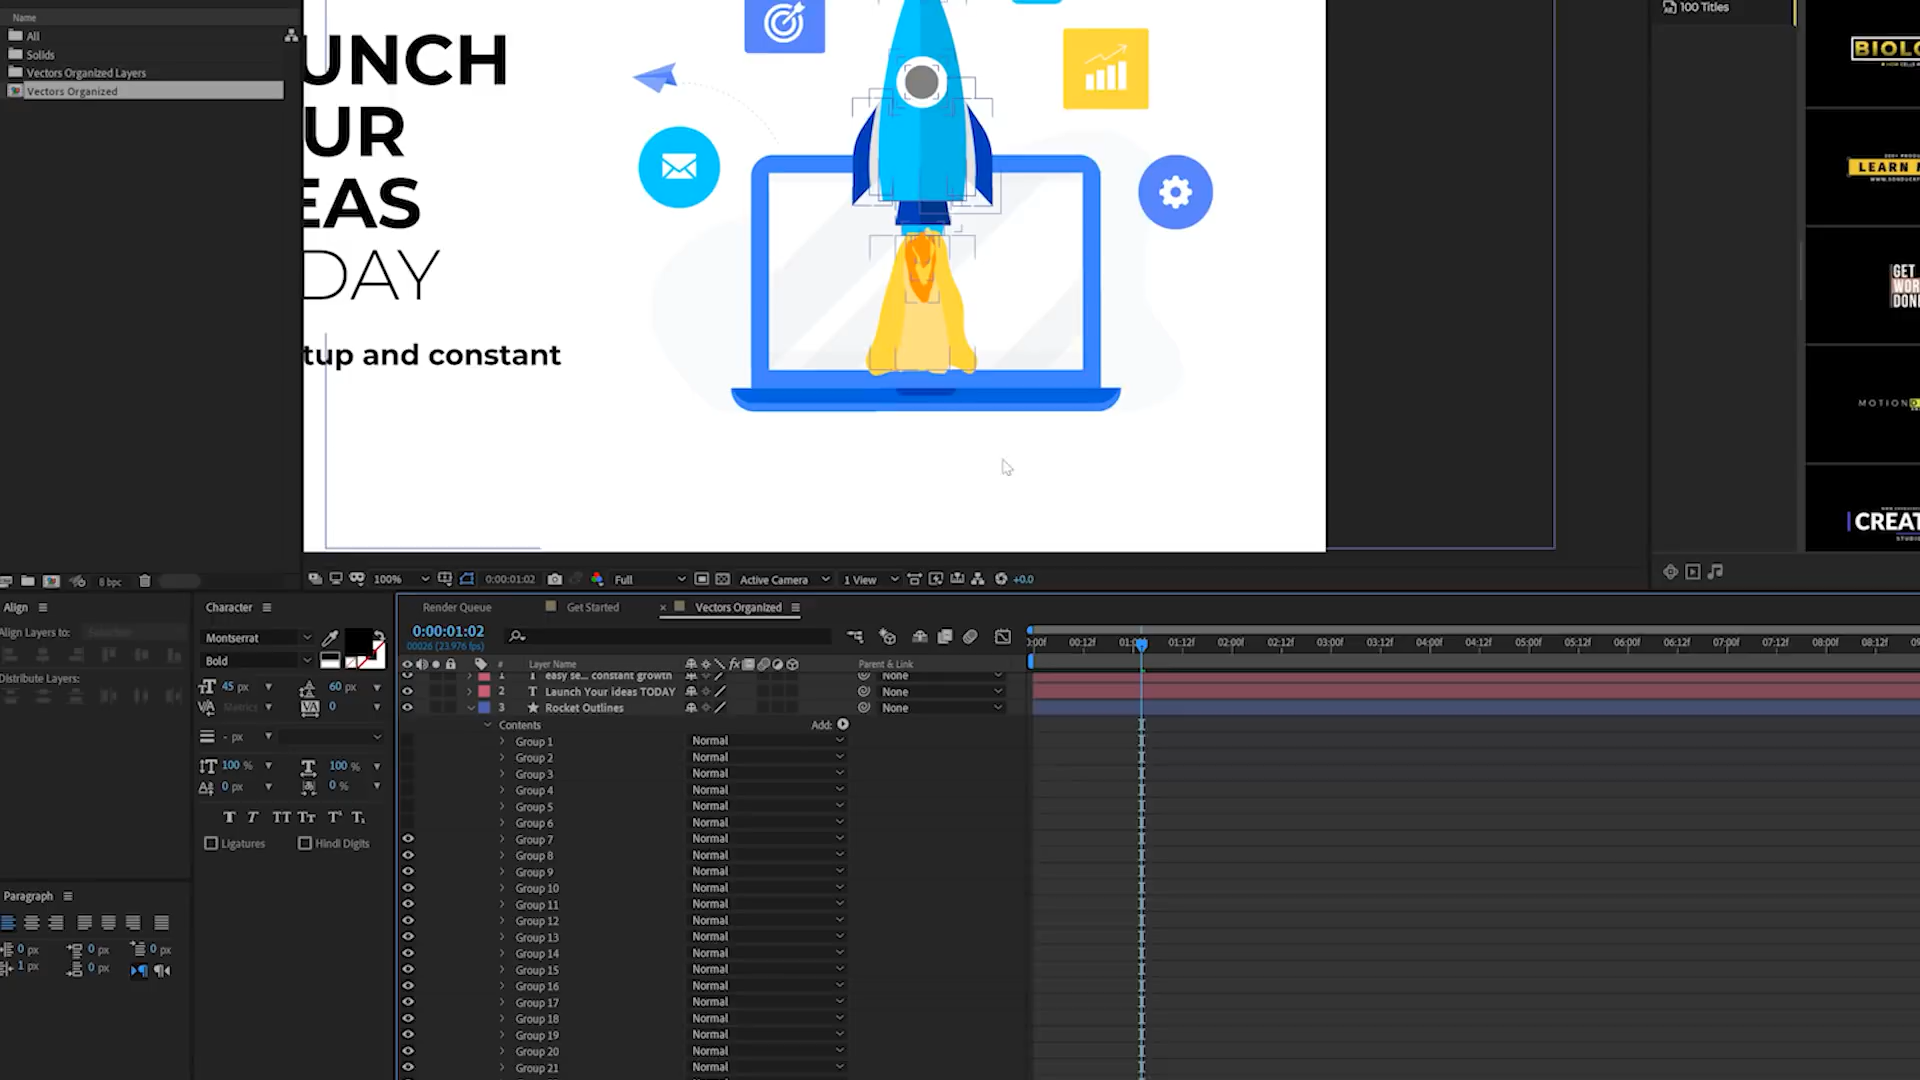 Name
All
Solids
Vectors Organized Layers
Vectors Organized
UNCH
UR
EAS
DAY
tup and constant
100 Titles
BIOLO
LEARN
GET
WOR
DONE
MOTION
CREAT
STUDIO
8 bpc
100%
0:00:01:02
Full
Active Camera
1 View
+0.0
Align
Align Layers to:
Distribute Layers:
Character
Montserrat
Bold
45 px
60 px
Metrics
0
- px
100 %
100 %
0 px
0 %
Ligatures
Hindi Digits
Paragraph
0 px
0 px
0 px
1 px
0 px
Render Queue
Get Started
Vectors Organized
0:00:01:02
00026 (23.976 fps)
#
Layer Name
Parent & Link
:00f
00:12f
01:00f
01:12f
02:00f
02:12f
03:00f
03:12f
04:00f
04:12f
05:00f
05:12f
06:00f
06:12f
07:00f
07:12f
08:00f
08:12f
09
1 easy se... constant growth None
2 T Launch Your ideas TODAY None
3 Rocket Outlines None
Contents Add:
Group 1 Normal
Group 2 Normal
Group 3 Normal
Group 4 Normal
Group 5 Normal
Group 6 Normal
Group 7 Normal
Group 8 Normal
Group 9 Normal
Group 10 Normal
Group 11 Normal
Group 12 Normal
Group 13 Normal
Group 14 Normal
Group 15 Normal
Group 16 Normal
Group 17 Normal
Group 18 Normal
Group 19 Normal
Group 20 Normal
Group 21 Normal